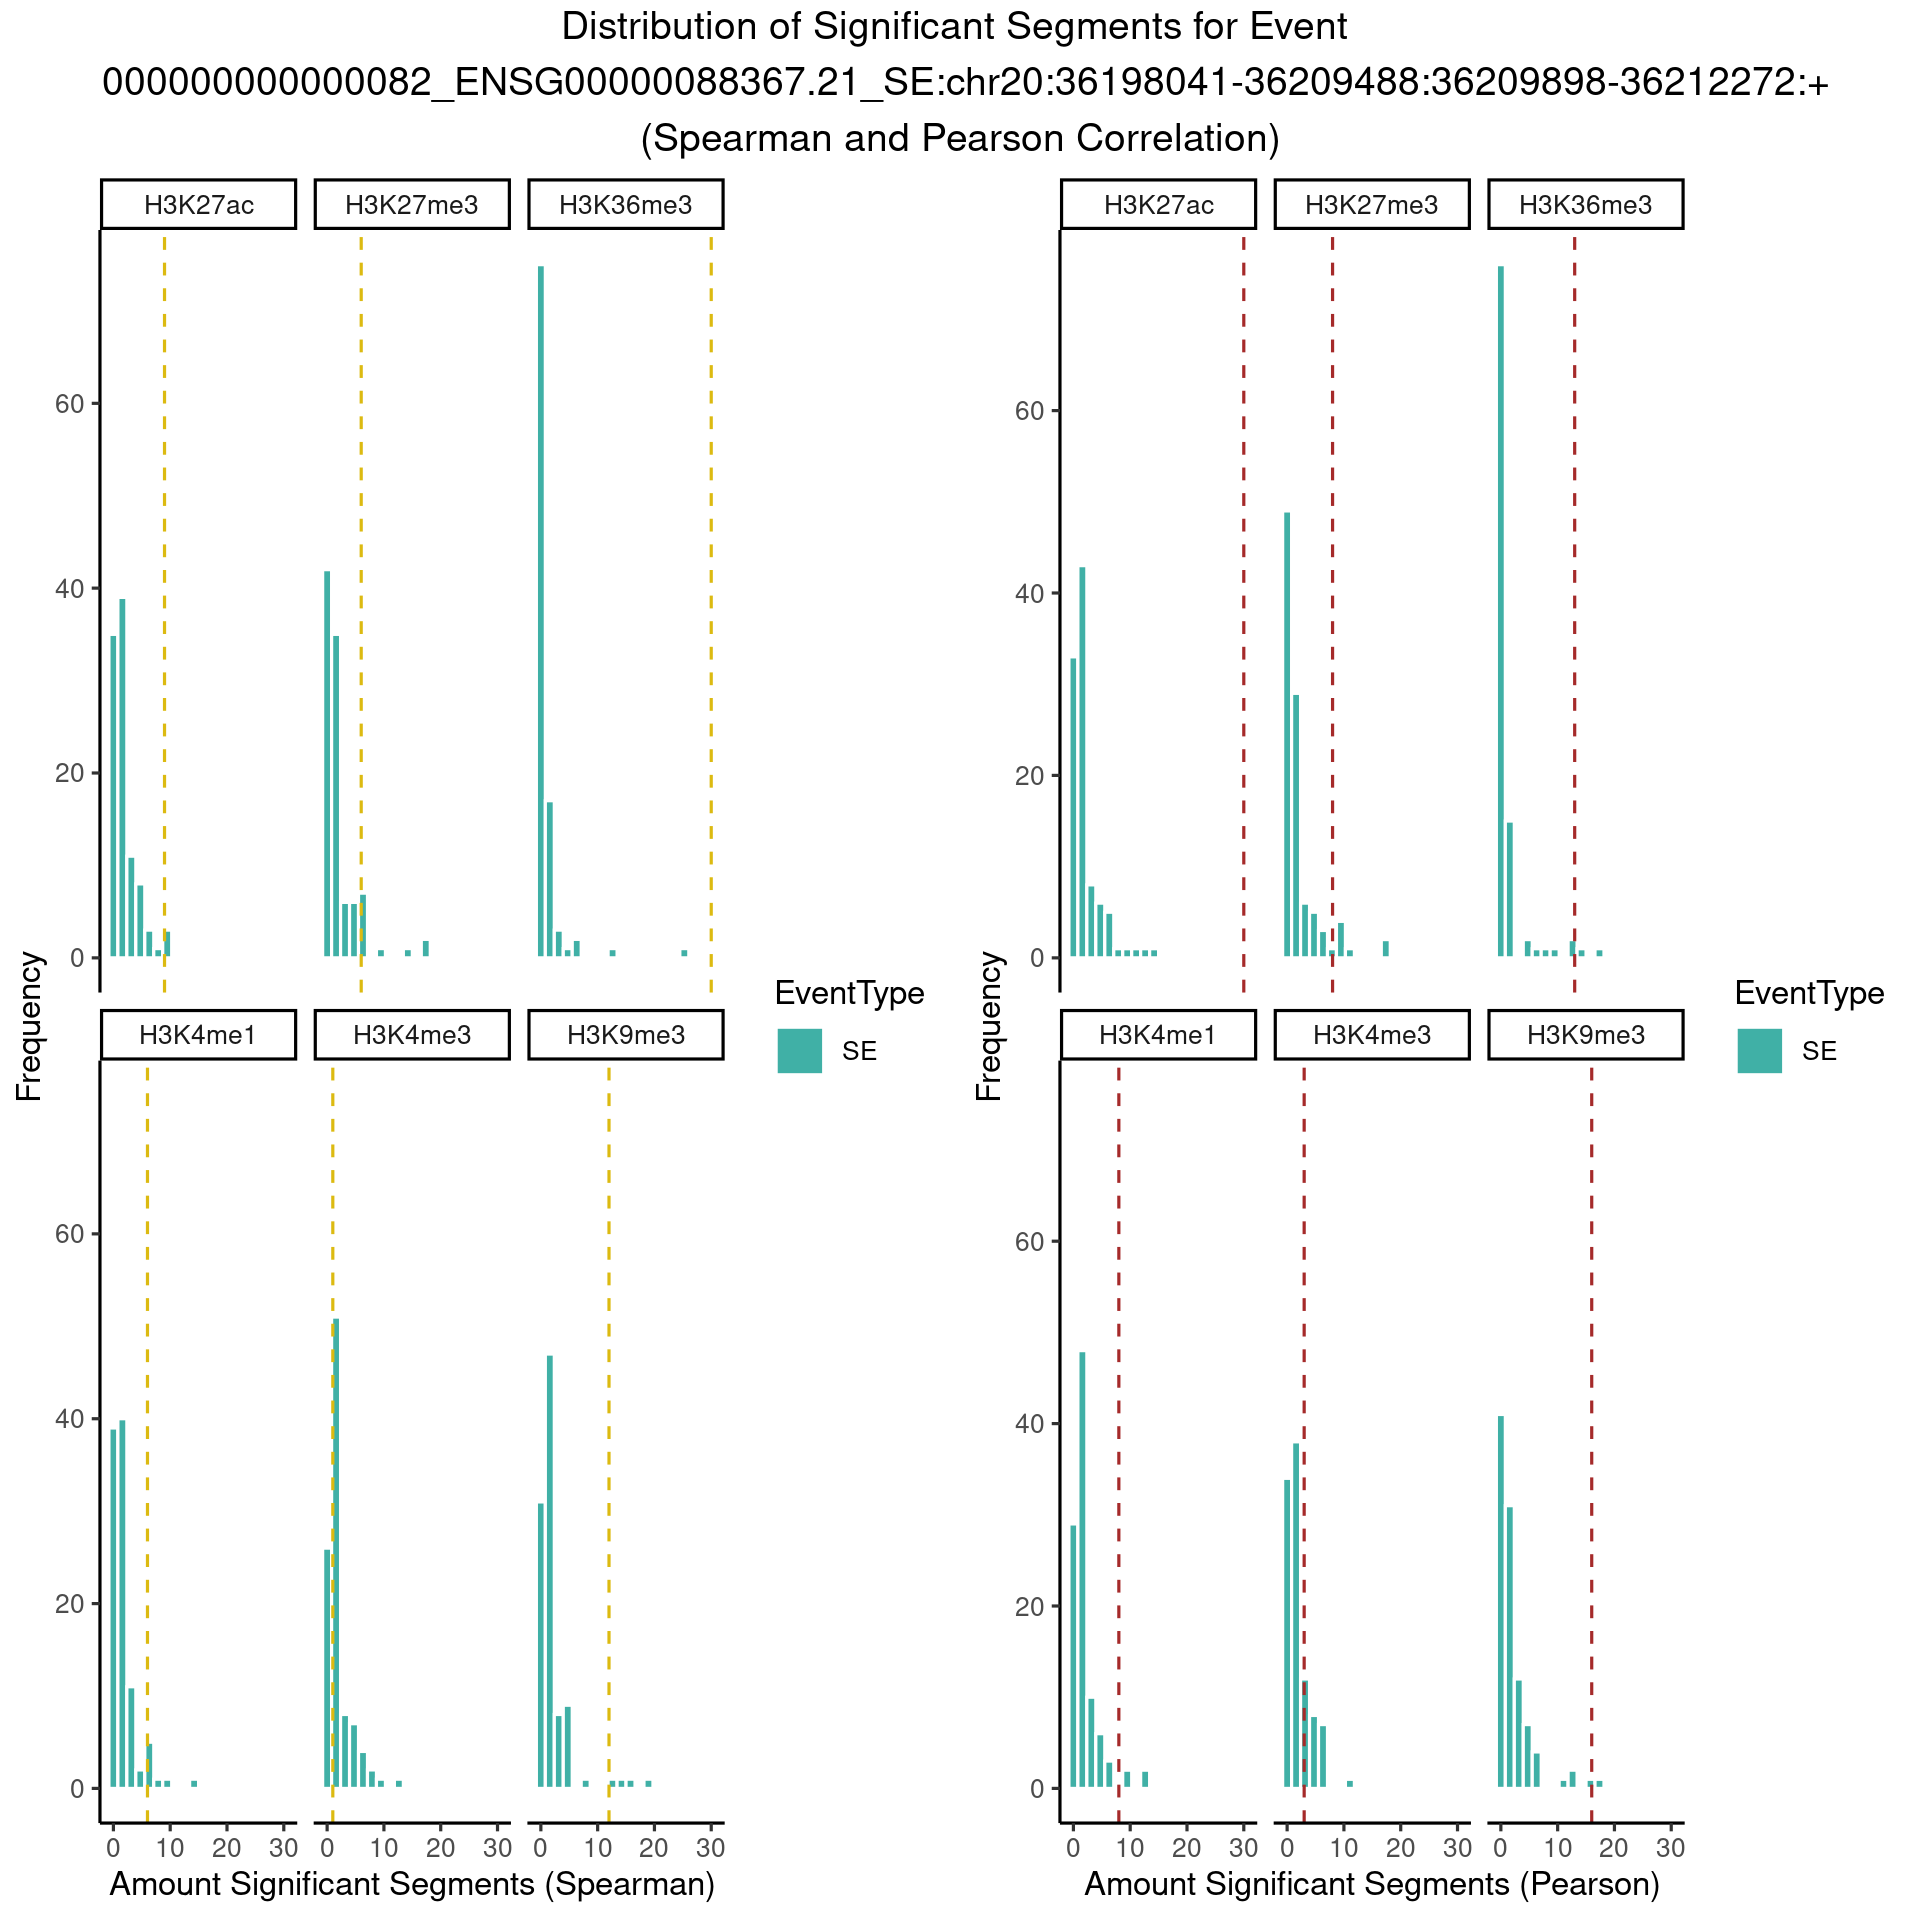 Distribution of Significant Segments for Event
000000000000082_ENSG00000088367.21_SE:chr20:36198041-36209488:36209898-36212272:+
(Spearman and Pearson Correlation)
H3K27ac H3K27me3 H3K36me3
60
40
20
0
H3K4me1 H3K4me3 H3K9me3
60
40
20
0
0 10 20 30 0 10 20 30 0 10 20 30
Amount Significant Segments (Spearman)
Frequency
EventType
SE
H3K27ac H3K27me3 H3K36me3
60
40
20
0
H3K4me1 H3K4me3 H3K9me3
60
40
20
0
0 10 20 30 0 10 20 30 0 10 20 30
Amount Significant Segments (Pearson)
Frequency
EventType
SE